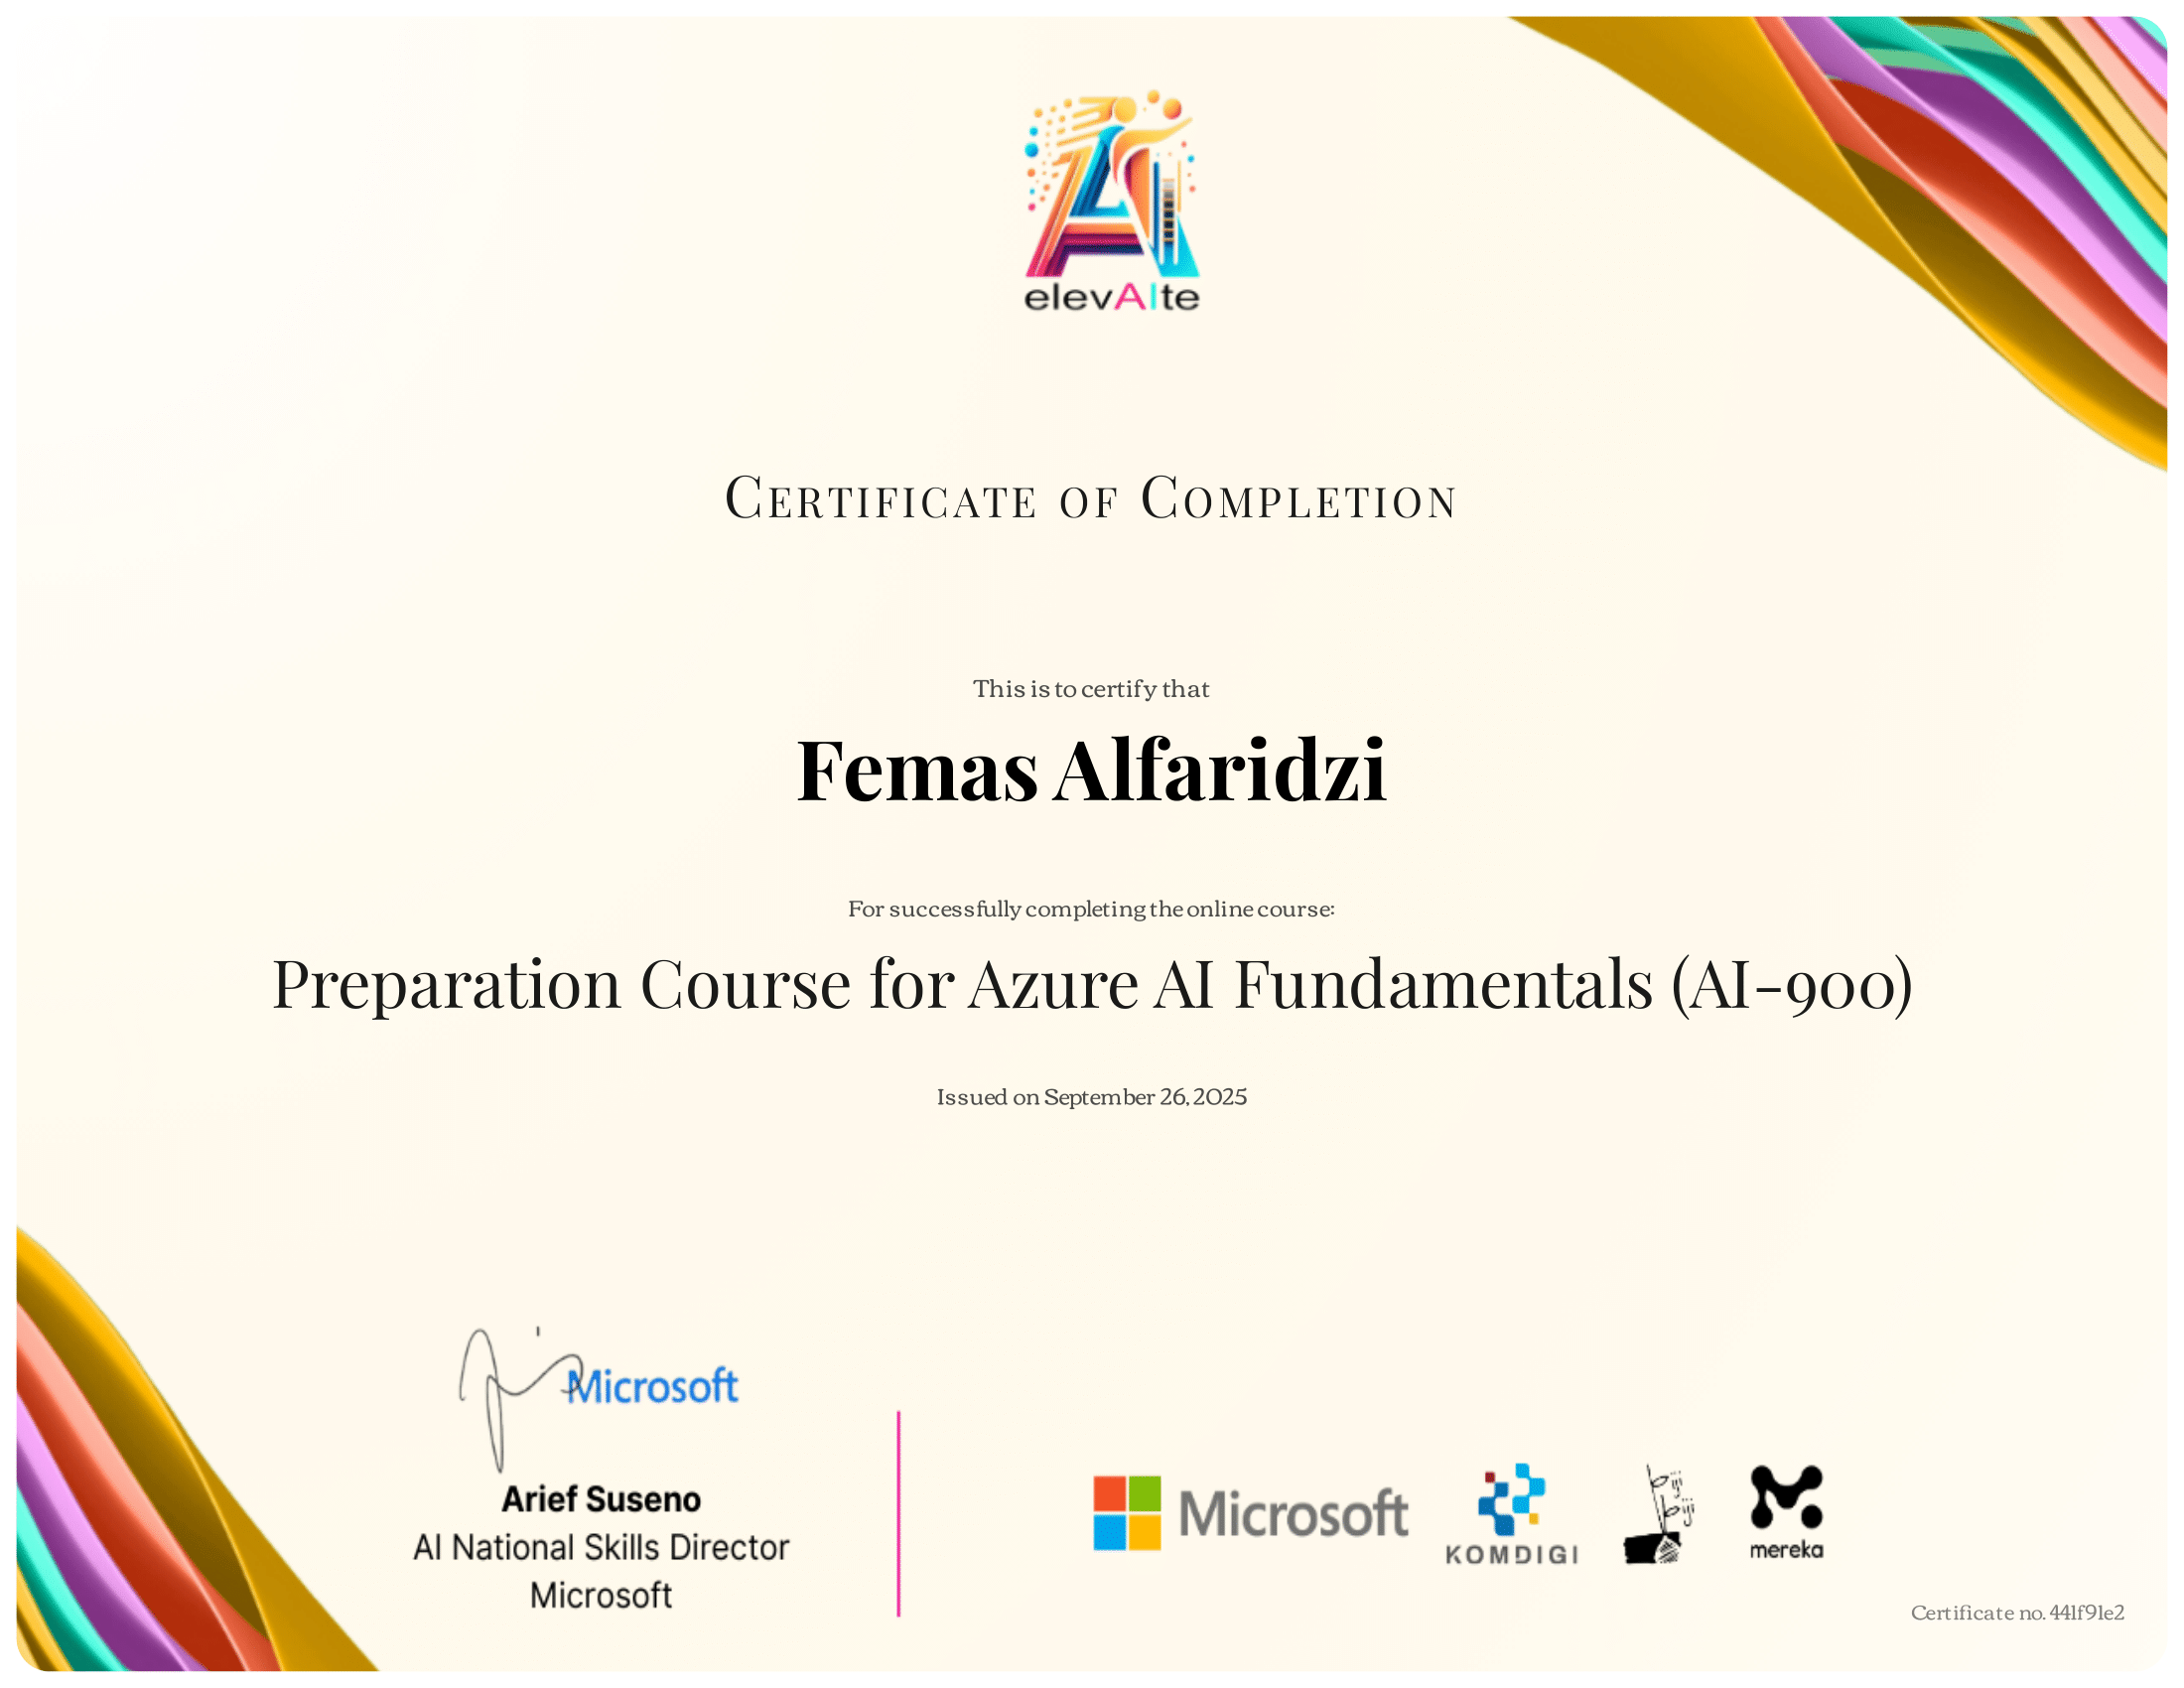 elevAIte
Certificate of Completion
This is to certify that
Femas Alfaridzi
For successfully completing the online course:
Preparation Course for Azure AI Fundamentals (AI-900)
Issued on September 26, 2025
Microsoft
Arief Suseno
AI National Skills Director
Microsoft
Microsoft
KOMDIGI
biji
biji
mereka
Certificate no. 441f91e2